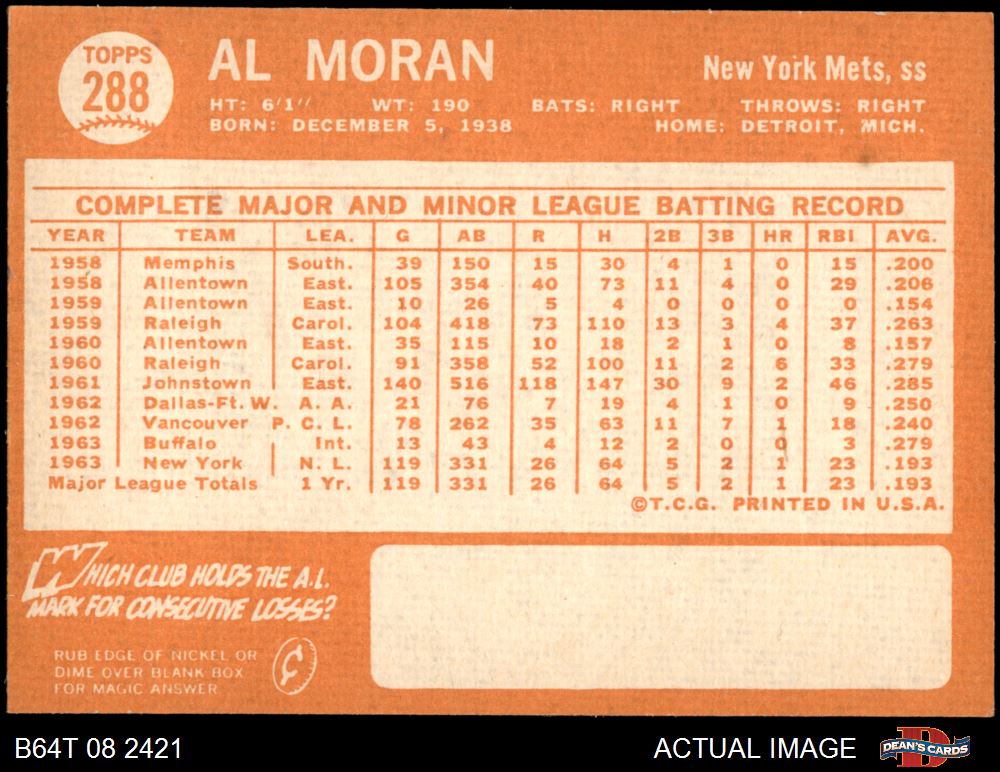 TOPPS
288
AL MORAN
New York Mets, ss
HT: 6'1" WT: 190 BATS: RIGHT THROWS: RIGHT
BORN: DECEMBER 5, 1938 HOME: DETROIT, MICH.
COMPLETE MAJOR AND MINOR LEAGUE BATTING RECORD
YEAR TEAM LEA. G AB R H 2B 3B HR RBI AVG.
1958 Memphis South. 39 150 15 30 4 1 0 15 .200
1958 Allentown East. 105 354 40 73 11 4 0 29 .206
1959 Allentown East. 10 26 5 4 0 0 0 0 .154
1959 Raleigh Carol. 104 418 73 110 13 3 4 37 .263
1960 Allentown East. 35 115 10 18 2 1 0 8 .157
1960 Raleigh Carol. 91 358 52 100 11 2 6 33 .279
1961 Johnstown East. 140 516 118 147 30 9 2 46 .285
1962 Dallas-Ft. W. A. A. 21 76 7 19 4 1 0 9 .250
1962 Vancouver P. C. L. 78 262 35 63 11 7 1 18 .240
1963 Buffalo Int. 13 43 4 12 2 0 0 3 .279
1963 New York N. L. 119 331 26 64 5 2 1 23 .193
Major League Totals 1 Yr. 119 331 26 64 5 2 1 23 .193
©T.C.G. PRINTED IN U.S.A.
WHICH CLUB HOLDS THE A.L.
MARK FOR CONSECUTIVE LOSSES?
RUB EDGE OF NICKEL OR
DIME OVER BLANK BOX
FOR MAGIC ANSWER
¢
B64T 08 2421
ACTUAL IMAGE
D
DEAN'S CARDS